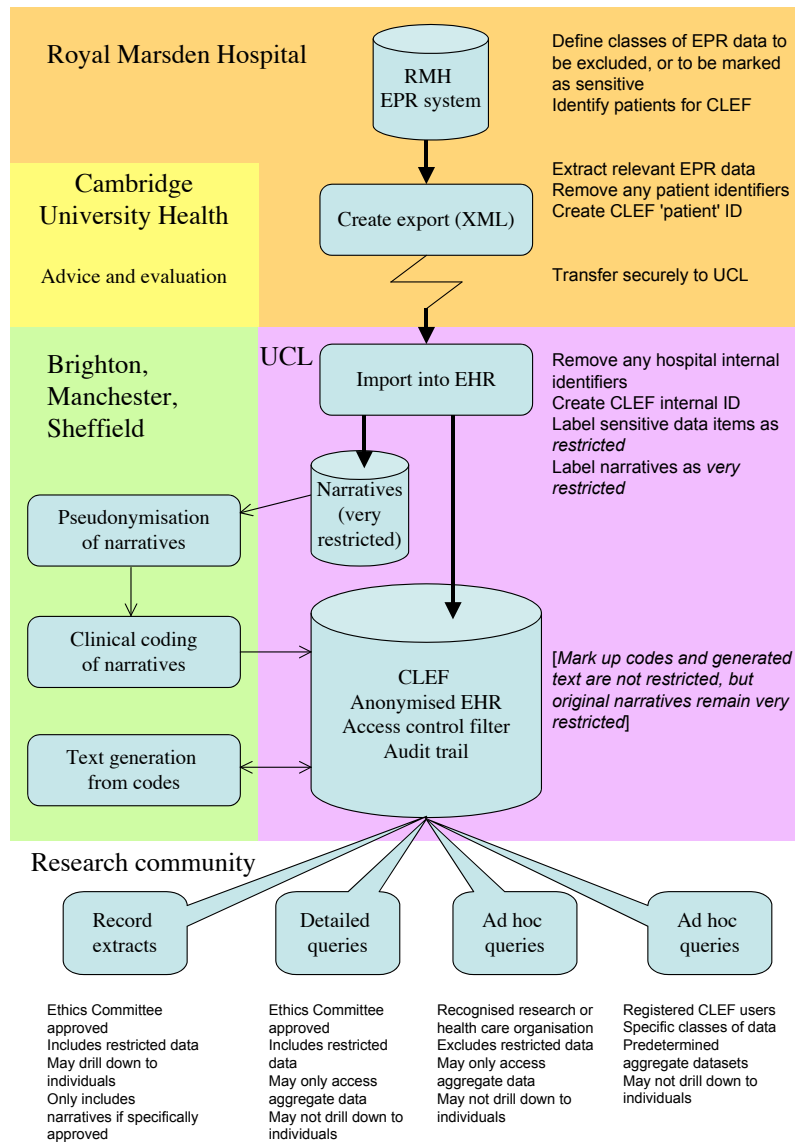 Royal Marsden Hospital
RMH
EPR system
Define classes of EPR data to
be excluded, or to be marked
as sensitive
Identify patients for CLEF
Cambridge
University Health
Advice and evaluation
Create export (XML)
Extract relevant EPR data
Remove any patient identifiers
Create CLEF 'patient' ID
Transfer securely to UCL
Brighton,
Manchester,
Sheffield
UCL
Import into EHR
Remove any hospital internal
identifiers
Create CLEF internal ID
Label sensitive data items as
restricted
Label narratives as very
restricted
Narratives
(very
restricted)
Pseudonymisation
of narratives
Clinical coding
of narratives
Text generation
from codes
CLEF
Anonymised EHR
Access control filter
Audit trail
[Mark up codes and generated
text are not restricted, but
original narratives remain very
restricted]
Research community
Record
extracts
Detailed
queries
Ad hoc
queries
Ad hoc
queries
Ethics Committee
approved
Includes restricted data
May drill down to
individuals
Only includes
narratives if specifically
approved
Ethics Committee
approved
Includes restricted
data
May only access
aggregate data
May not drill down to
individuals
Recognised research or
health care organisation
Excludes restricted data
May only access
aggregate data
May not drill down to
individuals
Registered CLEF users
Specific classes of data
Predetermined
aggregate datasets
May not drill down to
individuals